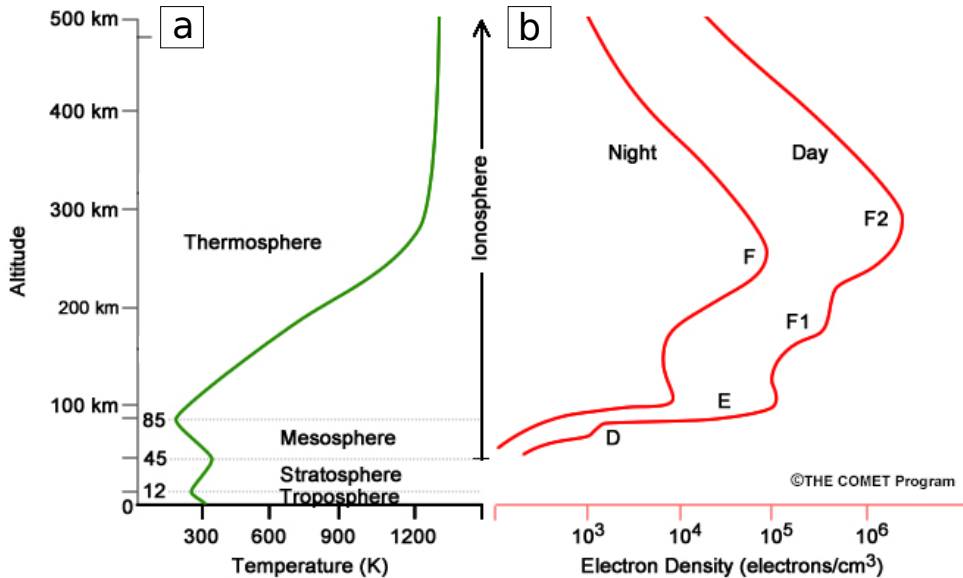 a
b
500 km
400 km
300 km
200 km
100 km
85
45
12
0
Altitude
Thermosphere
Mesosphere
Stratosphere
Troposphere
Ionosphere
300
600
900
1200
Temperature (K)
Night
Day
F
F2
F1
E
D
©THE COMET Program
10³
10⁴
10⁵
10⁶
Electron Density (electrons/cm³)